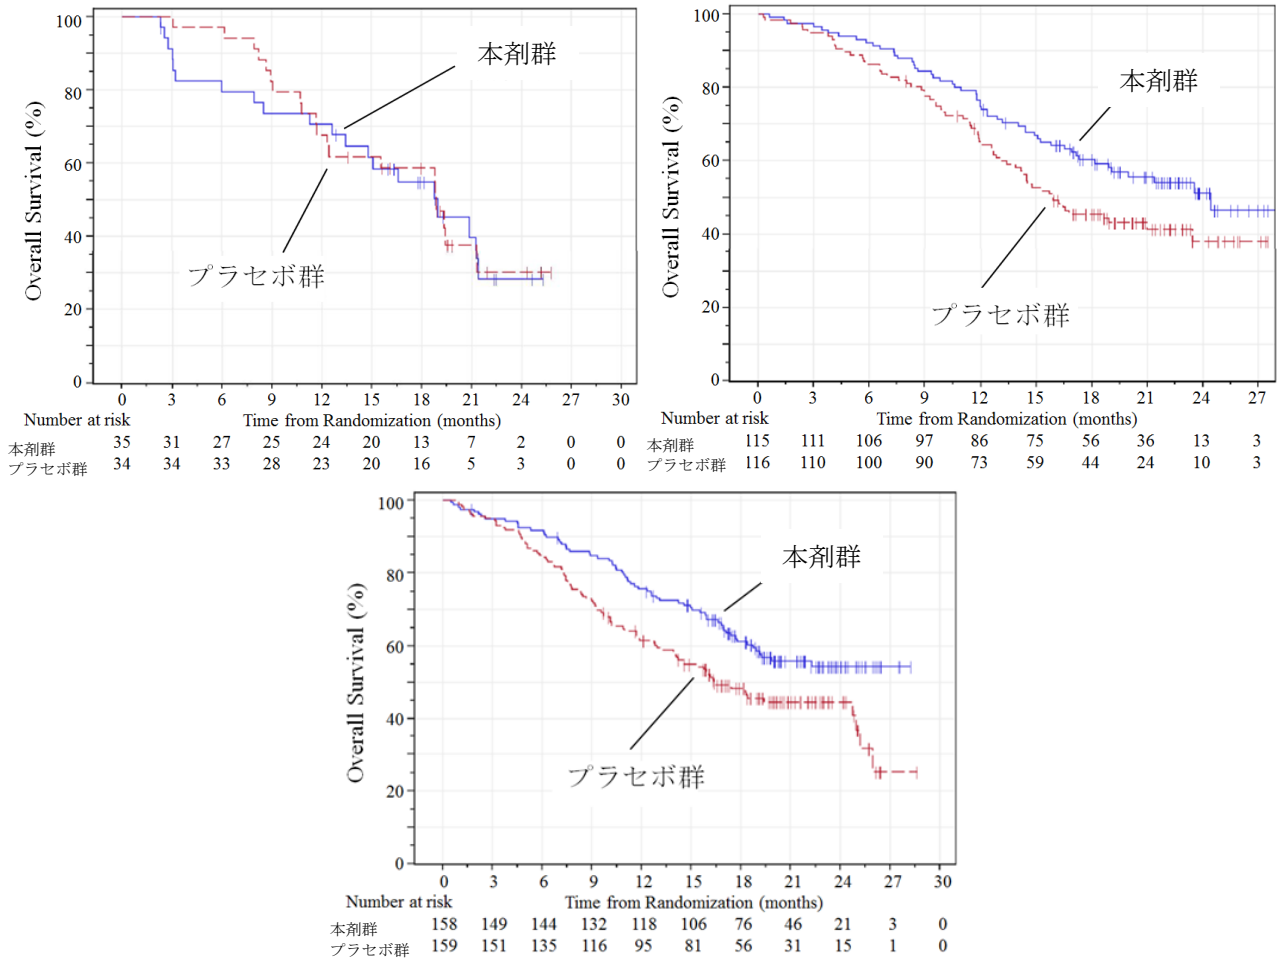 Overall Survival (%)
100
80
60
40
20
0
本剤群
プラセボ群
0 3 6 9 12 15 18 21 24 27 30
Number at risk Time from Randomization (months)
本剤群 35 31 27 25 24 20 13 7 2 0 0
プラセボ群 34 34 33 28 23 20 16 5 3 0 0
Overall Survival (%)
100
80
60
40
20
0
本剤群
プラセボ群
0 3 6 9 12 15 18 21 24 27
Number at risk Time from Randomization (months)
本剤群 115 111 106 97 86 75 56 36 13 3
プラセボ群 116 110 100 90 73 59 44 24 10 3
Overall Survival (%)
100
80
60
40
20
0
本剤群
プラセボ群
0 3 6 9 12 15 18 21 24 27 30
Number at risk Time from Randomization (months)
本剤群 158 149 144 132 118 106 76 46 21 3 0
プラセボ群 159 151 135 116 95 81 56 31 15 1 0